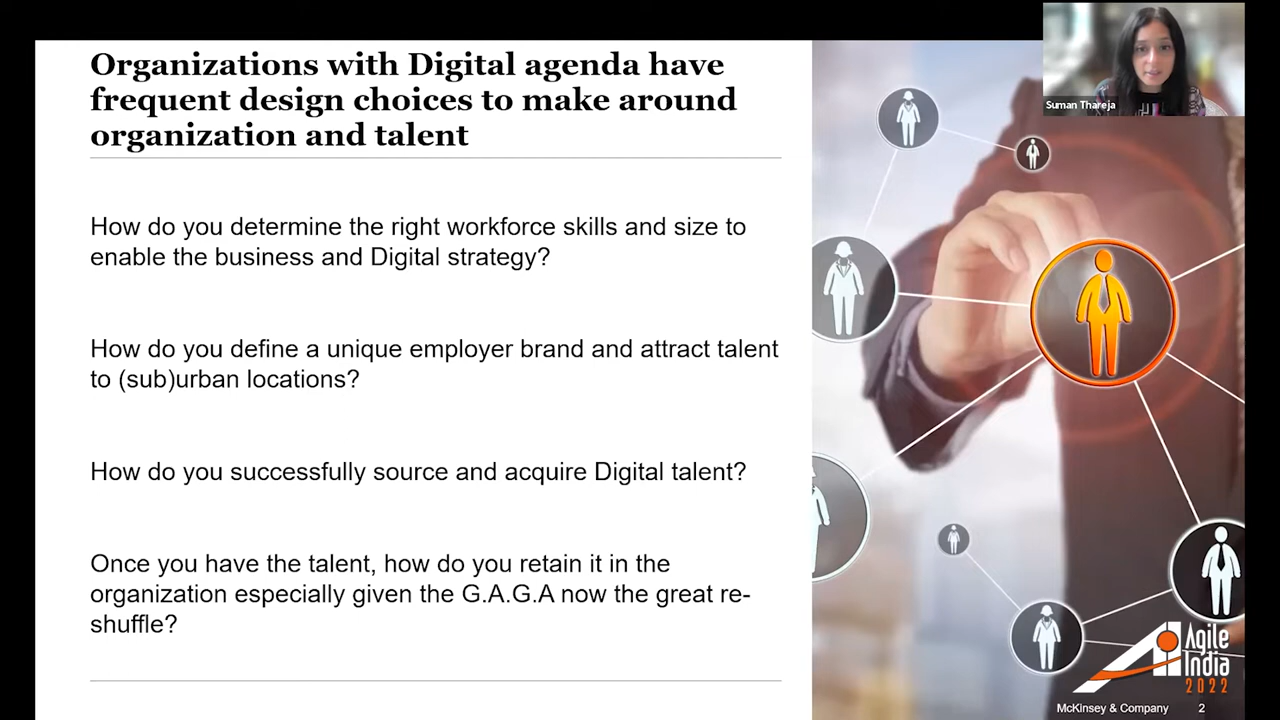 Organizations with Digital agenda have
frequent design choices to make around
organization and talent
How do you determine the right workforce skills and size to
enable the business and Digital strategy?
How do you define a unique employer brand and attract talent
to (sub)urban locations?
How do you successfully source and acquire Digital talent?
Once you have the talent, how do you retain it in the
organization especially given the G.A.G.A now the great re-
shuffle?
Suman Thareja
Agile
India
2022
McKinsey & Company 2